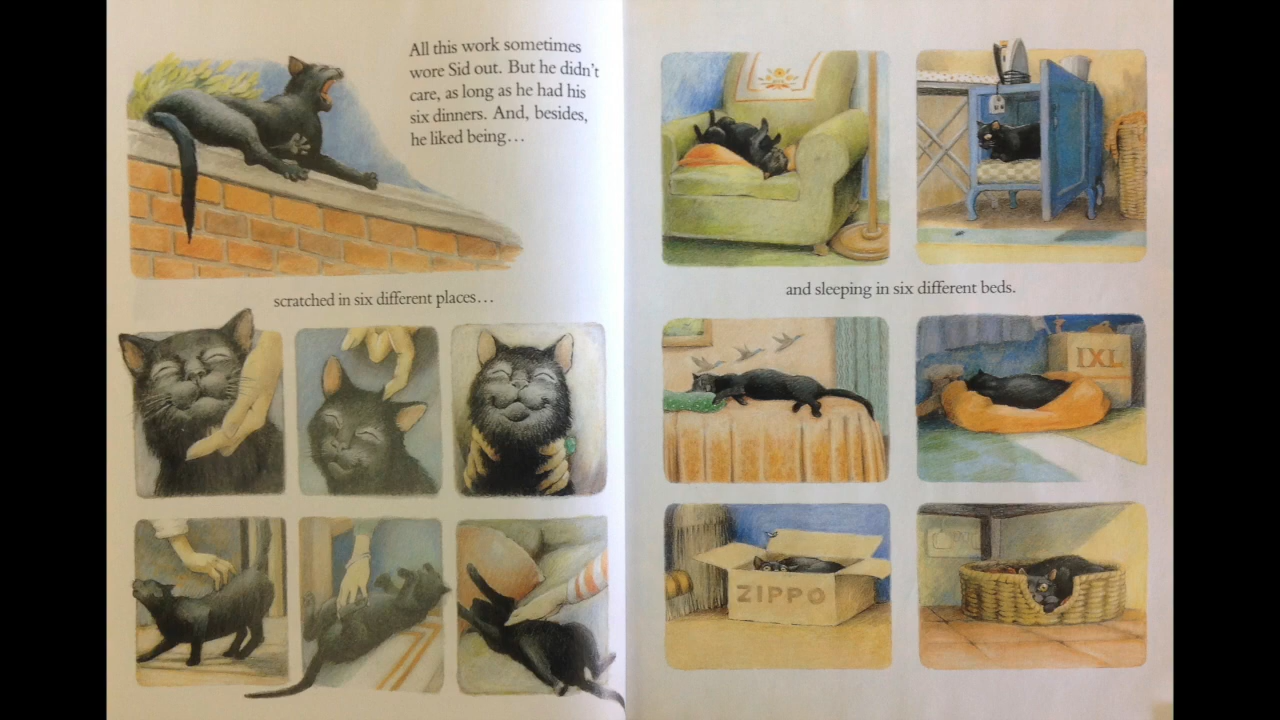 All this work sometimes
wore Sid out. But he didn't
care, as long as he had his
six dinners. And, besides,
he liked being...
scratched in six different places...
and sleeping in six different beds.
IXL
ZIPPO